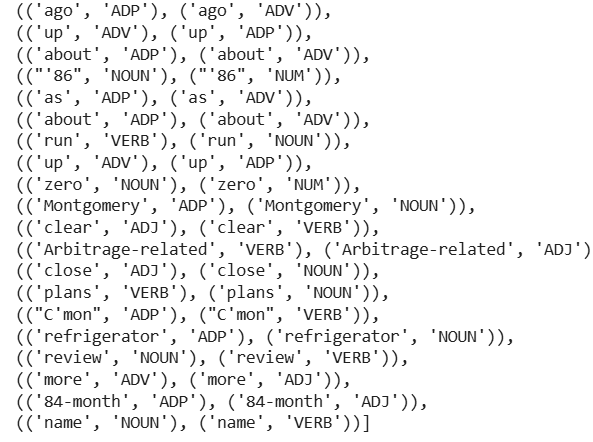 (('ago', 'ADP'), ('ago', 'ADV')),
(('up', 'ADV'), ('up', 'ADP')),
(('about', 'ADP'), ('about', 'ADV')),
(("'86", 'NOUN'), ("'86", 'NUM')),
(('as', 'ADP'), ('as', 'ADV')),
(('about', 'ADP'), ('about', 'ADV')),
(('run', 'VERB'), ('run', 'NOUN')),
(('up', 'ADV'), ('up', 'ADP')),
(('zero', 'NOUN'), ('zero', 'NUM')),
(('Montgomery', 'ADP'), ('Montgomery', 'NOUN')),
(('clear', 'ADJ'), ('clear', 'VERB')),
(('Arbitrage-related', 'VERB'), ('Arbitrage-related', 'ADJ')
(('close', 'ADJ'), ('close', 'NOUN')),
(('plans', 'VERB'), ('plans', 'NOUN')),
(("C'mon", 'ADP'), ("C'mon", 'VERB')),
(('refrigerator', 'ADP'), ('refrigerator', 'NOUN')),
(('review', 'NOUN'), ('review', 'VERB')),
(('more', 'ADV'), ('more', 'ADJ')),
(('84-month', 'ADP'), ('84-month', 'ADJ')),
(('name', 'NOUN'), ('name', 'VERB'))]